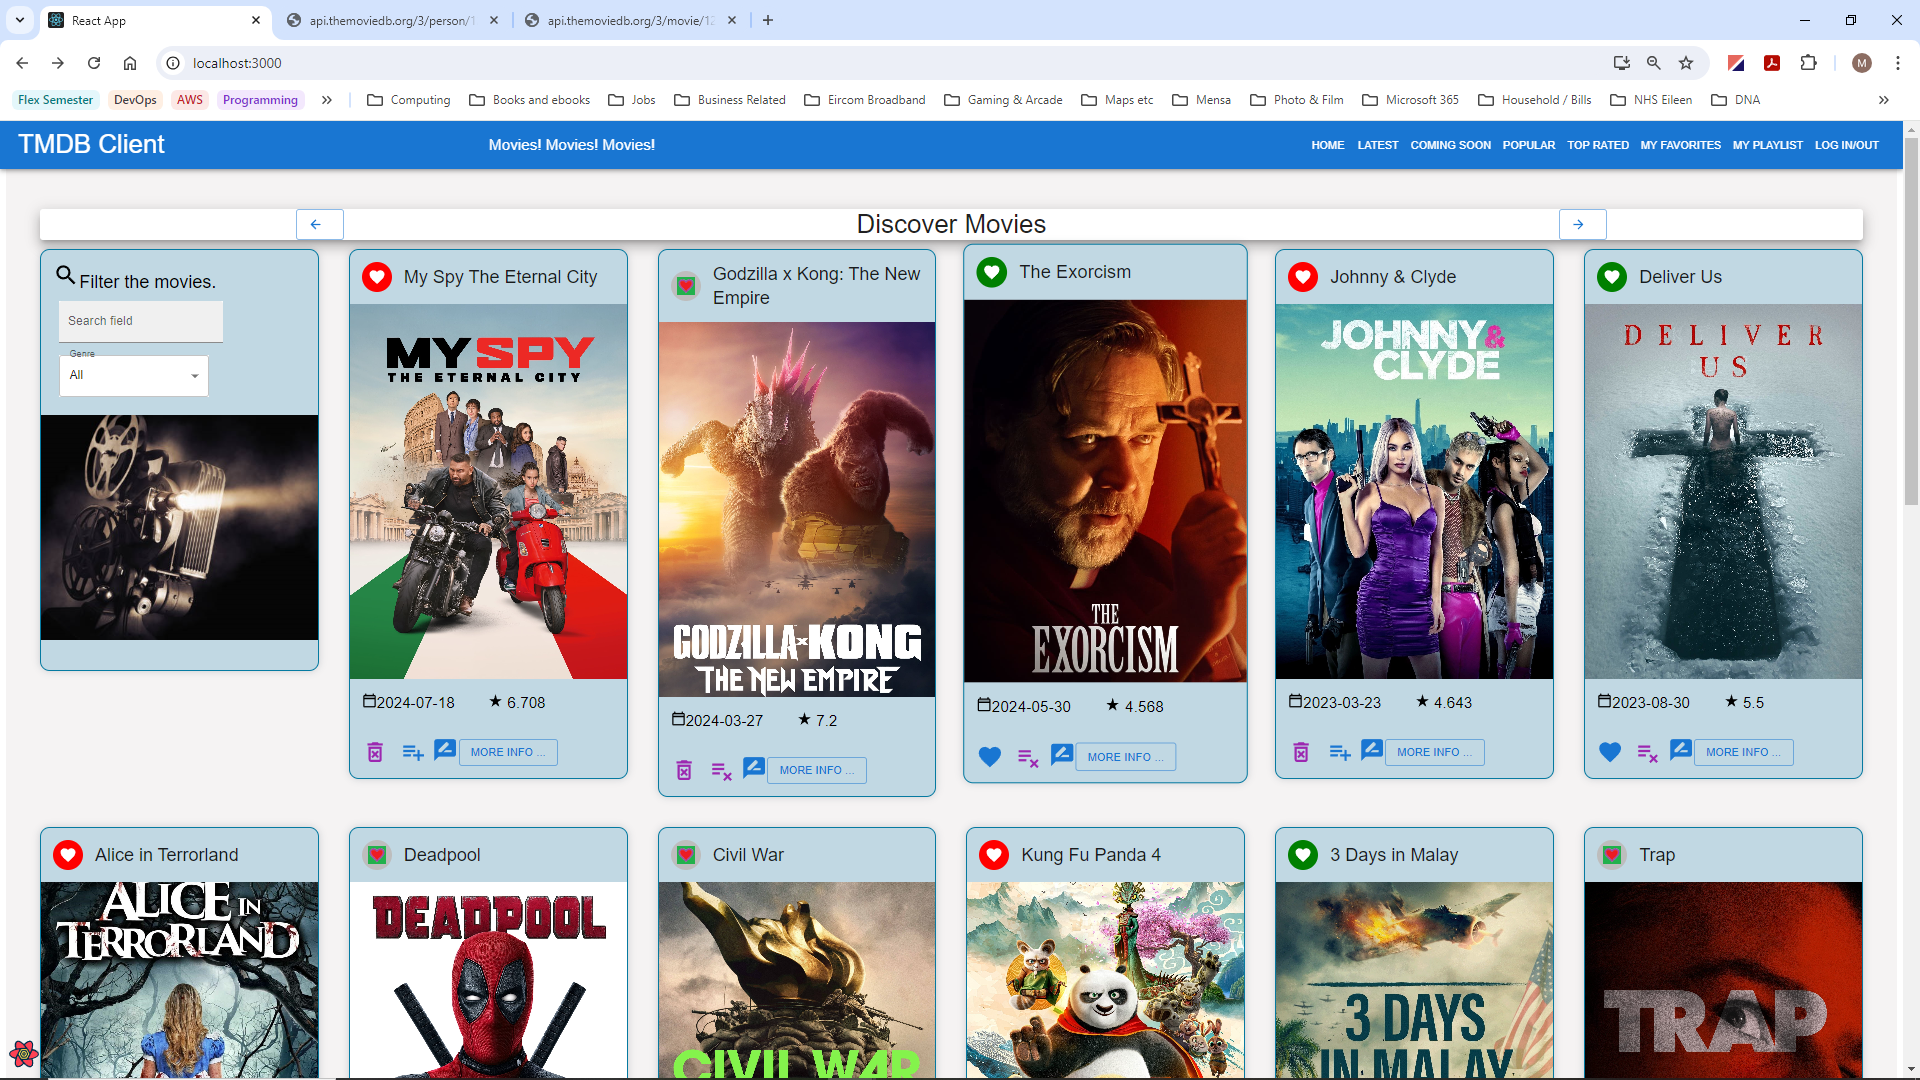 React App
api.themoviedb.org/3/person/1
api.themoviedb.org/3/movie/12
localhost:3000
M
Flex Semester
DevOps
AWS
Programming
Computing
Books and ebooks
Jobs
Business Related
Eircom Broadband
Gaming & Arcade
Maps etc
Mensa
Photo & Film
Microsoft 365
Household / Bills
NHS Eileen
DNA
TMDB Client
Movies! Movies! Movies!
HOME
LATEST
COMING SOON
POPULAR
TOP RATED
MY FAVORITES
MY PLAYLIST
LOG IN/OUT
Discover Movies
Filter the movies.
Search field
Genre
All
My Spy The Eternal City
MY SPY
THE ETERNAL CITY
2024-07-18
6.708
MORE INFO ...
Godzilla x Kong: The New
Empire
GODZILLA x KONG
THE NEW EMPIRE
2024-03-27
7.2
MORE INFO ...
The Exorcism
THE
EXORCISM
2024-05-30
4.568
MORE INFO ...
Johnny & Clyde
JOHNNY &
CLYDE
2023-03-23
4.643
MORE INFO ...
Deliver Us
DELIVER
US
2023-08-30
5.5
MORE INFO ...
Alice in Terrorland
ALICE IN
TERRORLAND
Deadpool
DEADPOOL
Civil War
CIVIL WAR
Kung Fu Panda 4
3 Days in Malay
3 DAYS
IN MALAY
Trap
TRAP